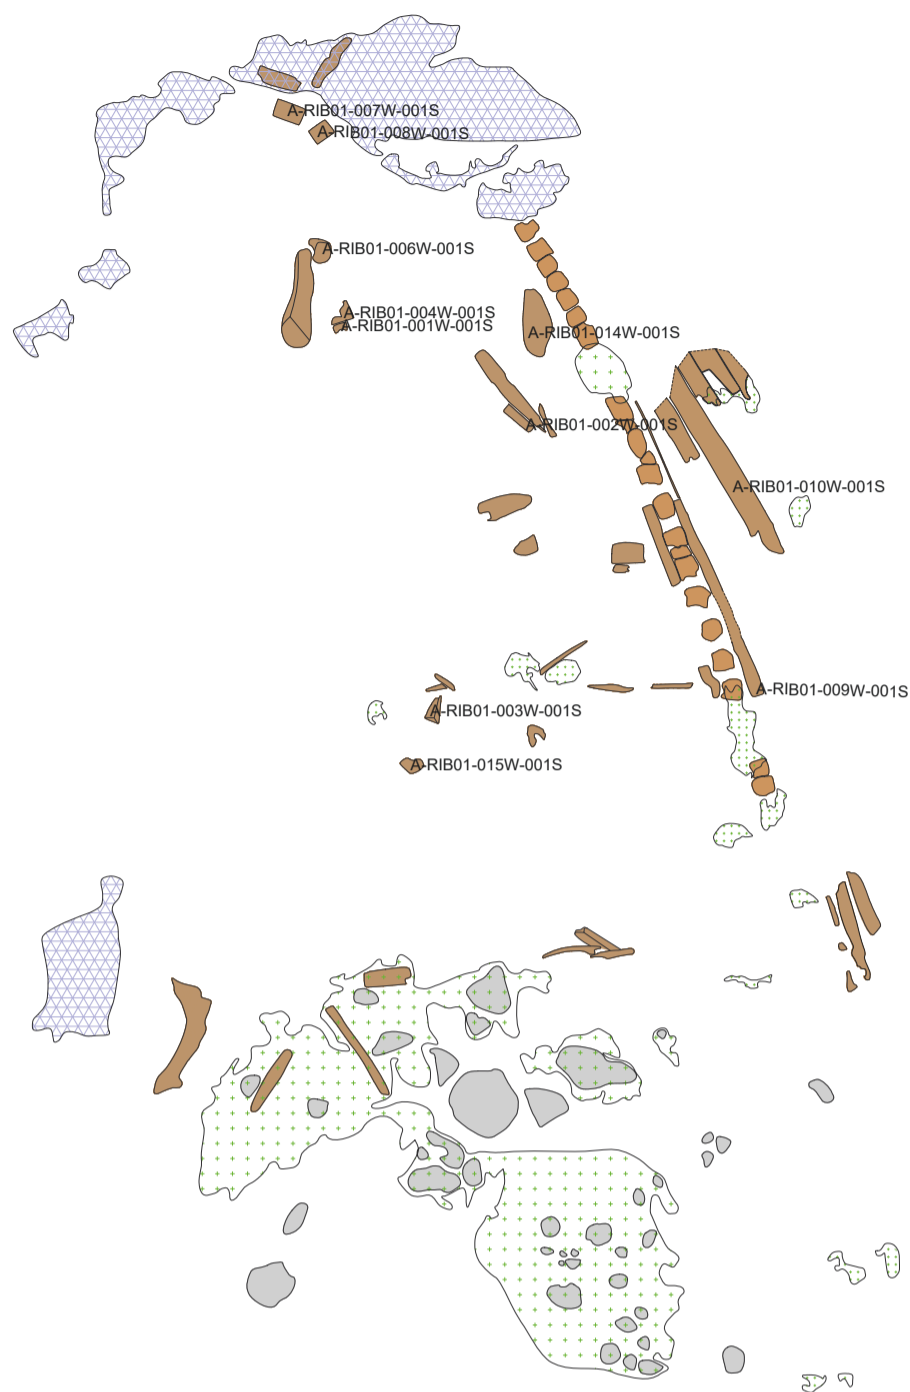 A-RIB01-007W-001S
A-RIB01-008W-001S
A-RIB01-006W-001S
A-RIB01-004W-001S
A-RIB01-001W-001S
A-RIB01-014W-001S
A-RIB01-002W-001S
A-RIB01-010W-001S
A-RIB01-009W-001S
A-RIB01-003W-001S
A-RIB01-015W-001S